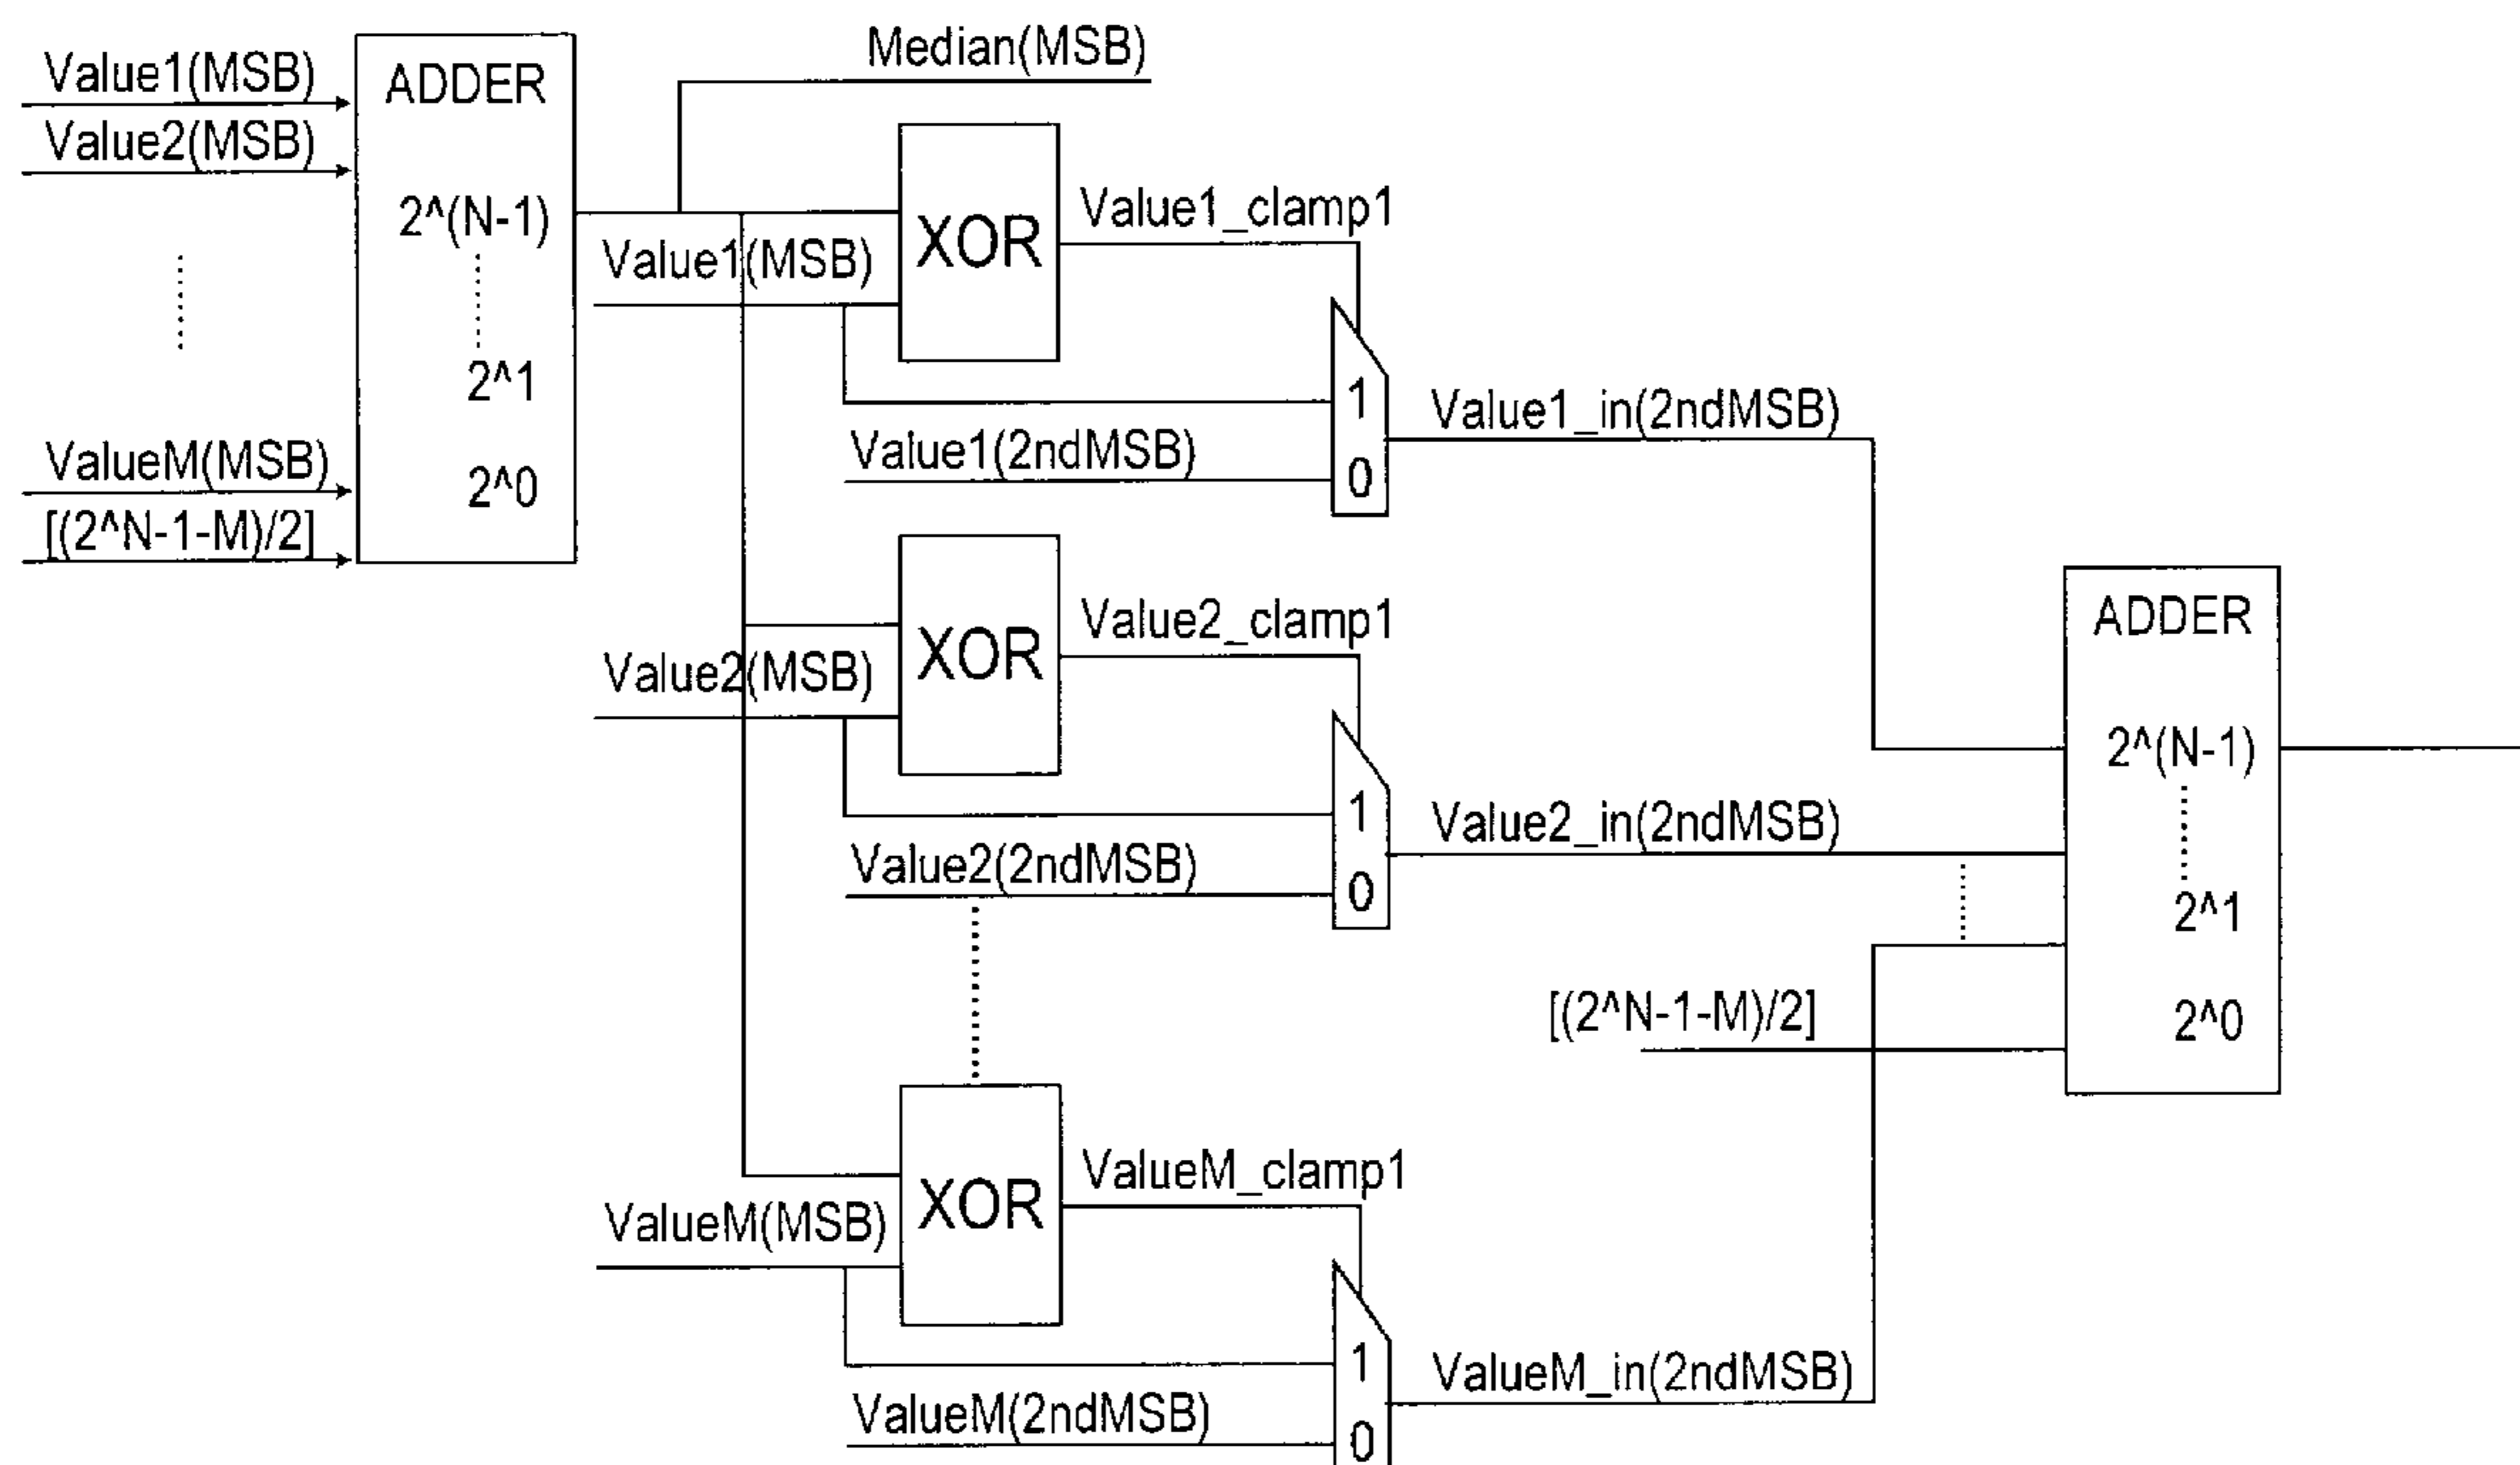 Median(MSB)
Value1(MSB)
ADDER
Value2(MSB)
2^(N-1)
2^1
ValueM(MSB)
2^0
[(2^N-1-M)/2]
XOR
Value1_clamp1
Value1(MSB)
1
Value1_in(2ndMSB)
Value1(2ndMSB)
0
XOR
Value2_clamp1
Value2(MSB)
1
Value2_in(2ndMSB)
Value2(2ndMSB)
0
ADDER
2^(N-1)
2^1
2^0
[(2^N-1-M)/2]
XOR
ValueM_clamp1
ValueM(MSB)
1
ValueM_in(2ndMSB)
ValueM(2ndMSB)
0